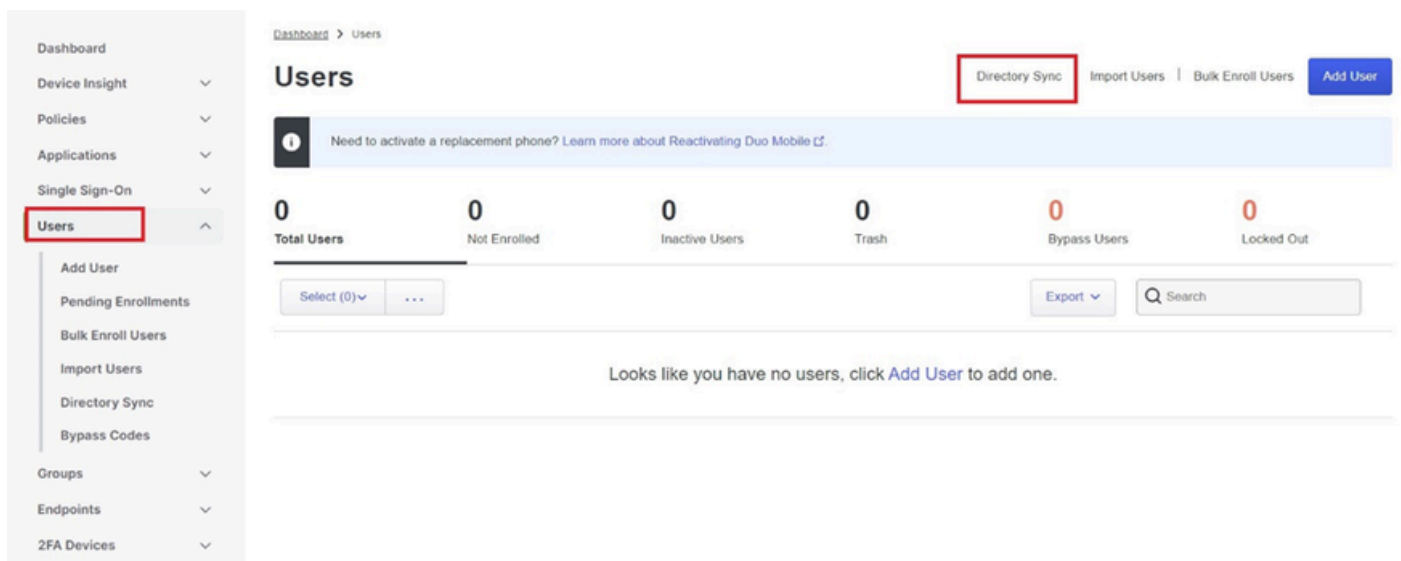 Dashboard
Device Insight
Policies
Applications
Single Sign-On
Users
Add User
Pending Enrollments
Bulk Enroll Users
Import Users
Directory Sync
Bypass Codes
Groups
Endpoints
2FA Devices
Dashboard > Users
Users
Directory Sync Import Users | Bulk Enroll Users Add User
Need to activate a replacement phone? Learn more about Reactivating Duo Mobile.
0 0 0 0 0 0
Total Users Not Enrolled Inactive Users Trash Bypass Users Locked Out
Select (0) ... Export Search
Looks like you have no users, click Add User to add one.